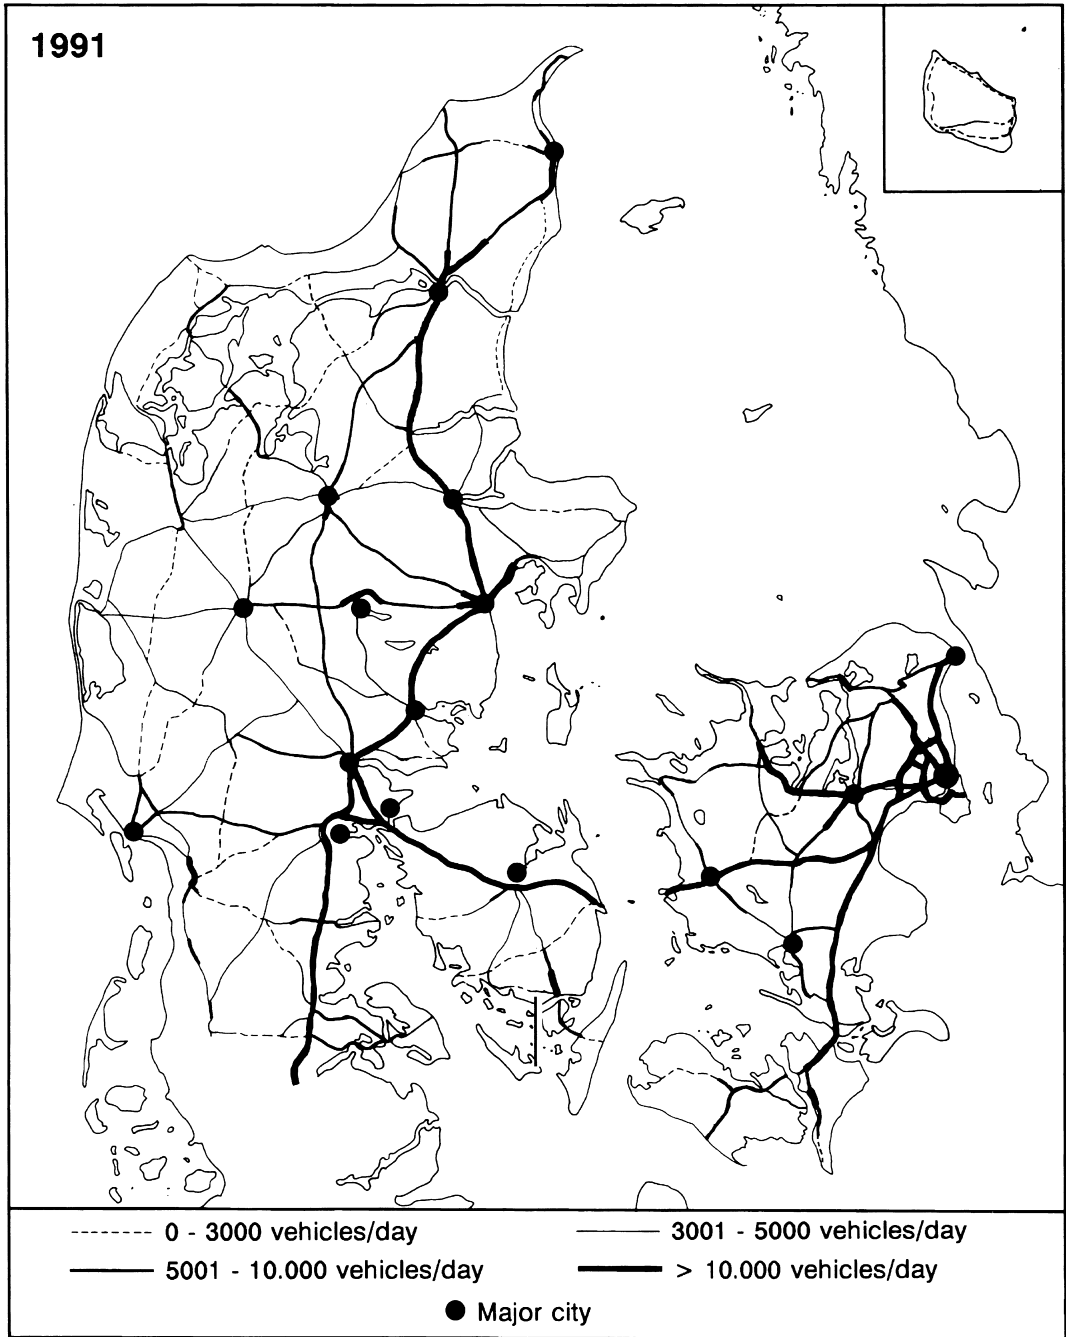 1991
0 - 3000 vehicles/day
3001 - 5000 vehicles/day
5001 - 10.000 vehicles/day
> 10.000 vehicles/day
Major city